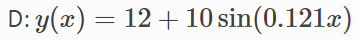 D: y(x) = 12 + 10 sin(0.121x)